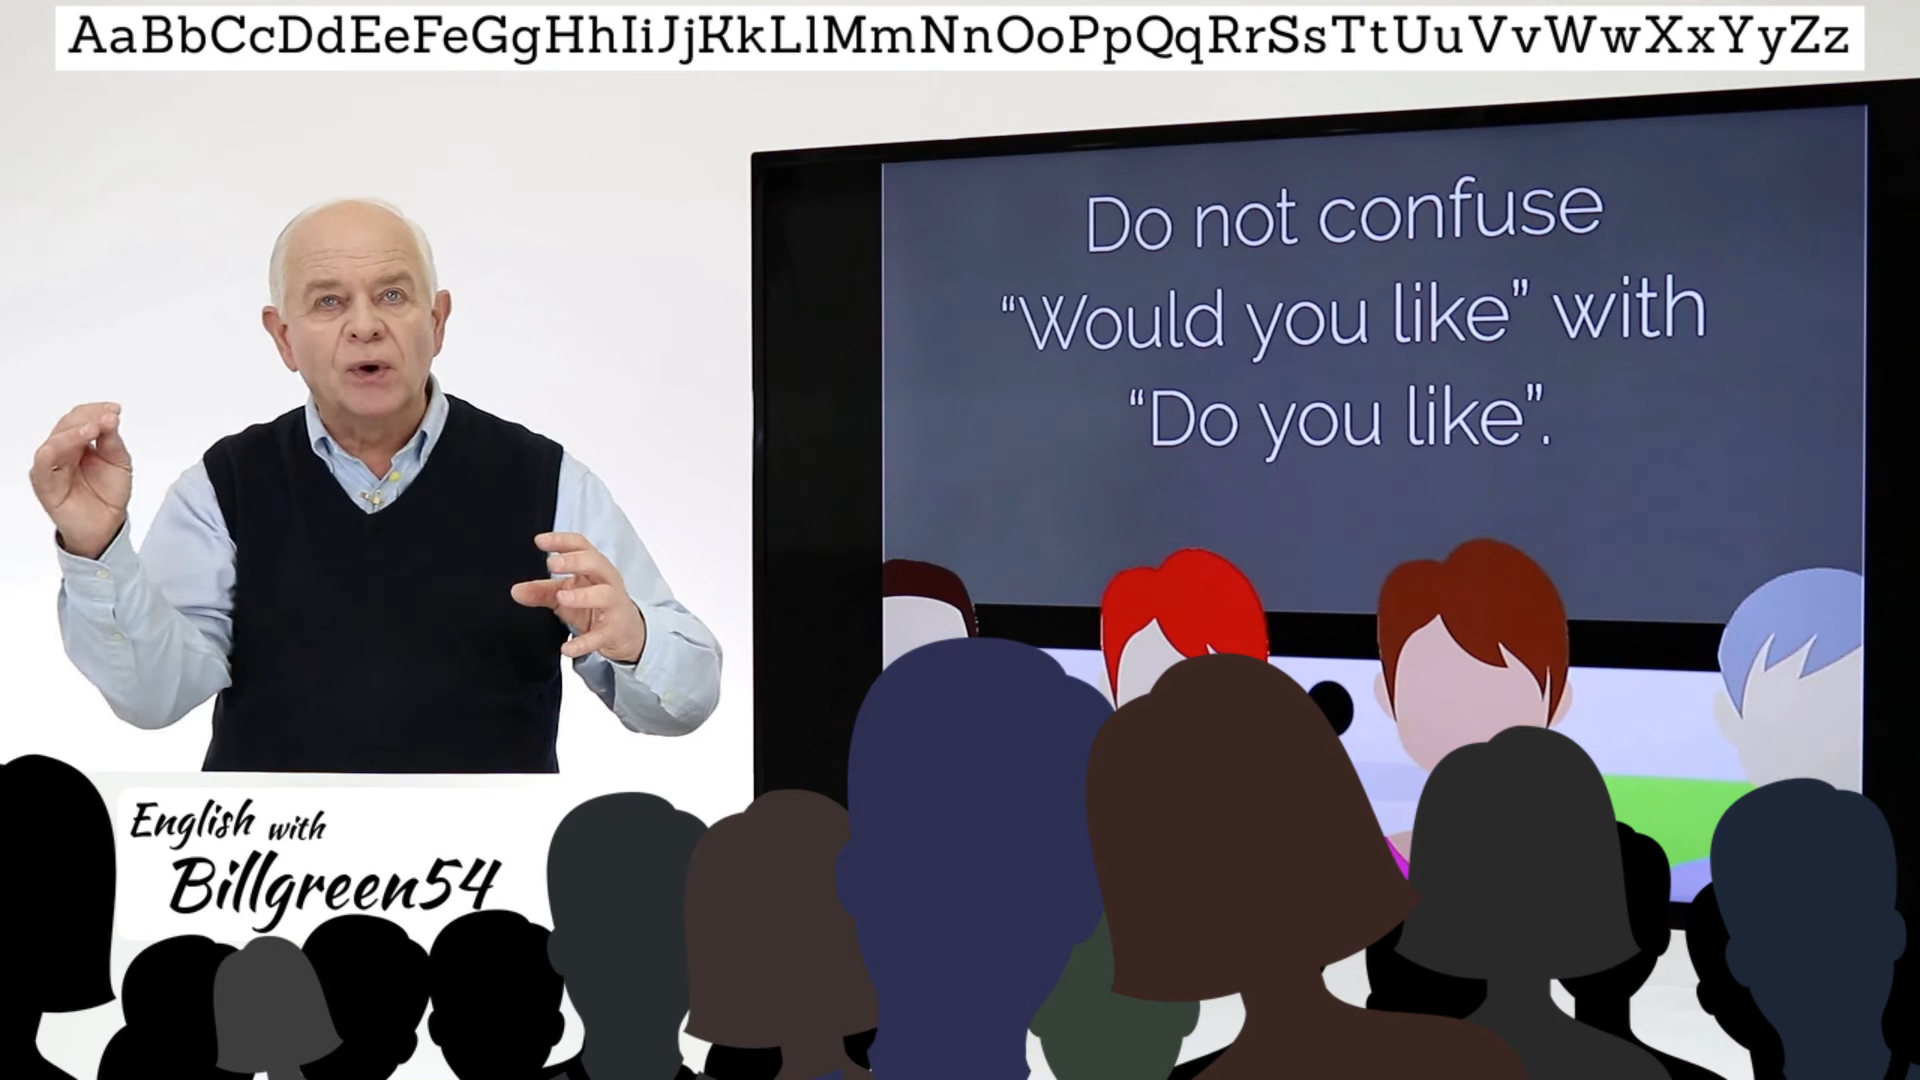 AaBbCcDdEeFeGgHhIiJjKkLlMmNnOoPpQqRrSsTtUuVvWwXxYyZz
Do not confuse
“Would you like” with
“Do you like”.
English with
Billgreen54